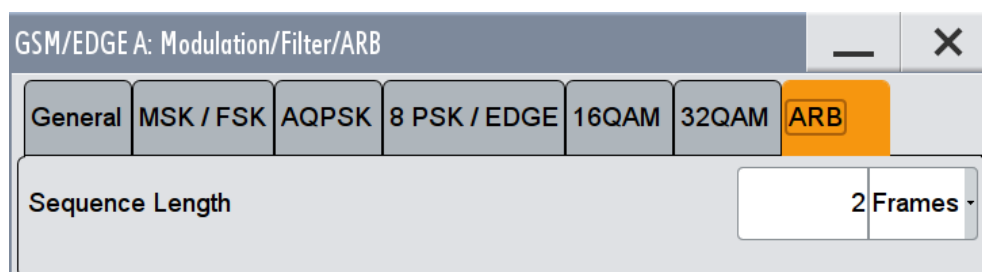 GSM/EDGE A: Modulation/Filter/ARB
General MSK / FSK AQPSK 8 PSK / EDGE 16QAM 32QAM ARB
Sequence Length 2 Frames